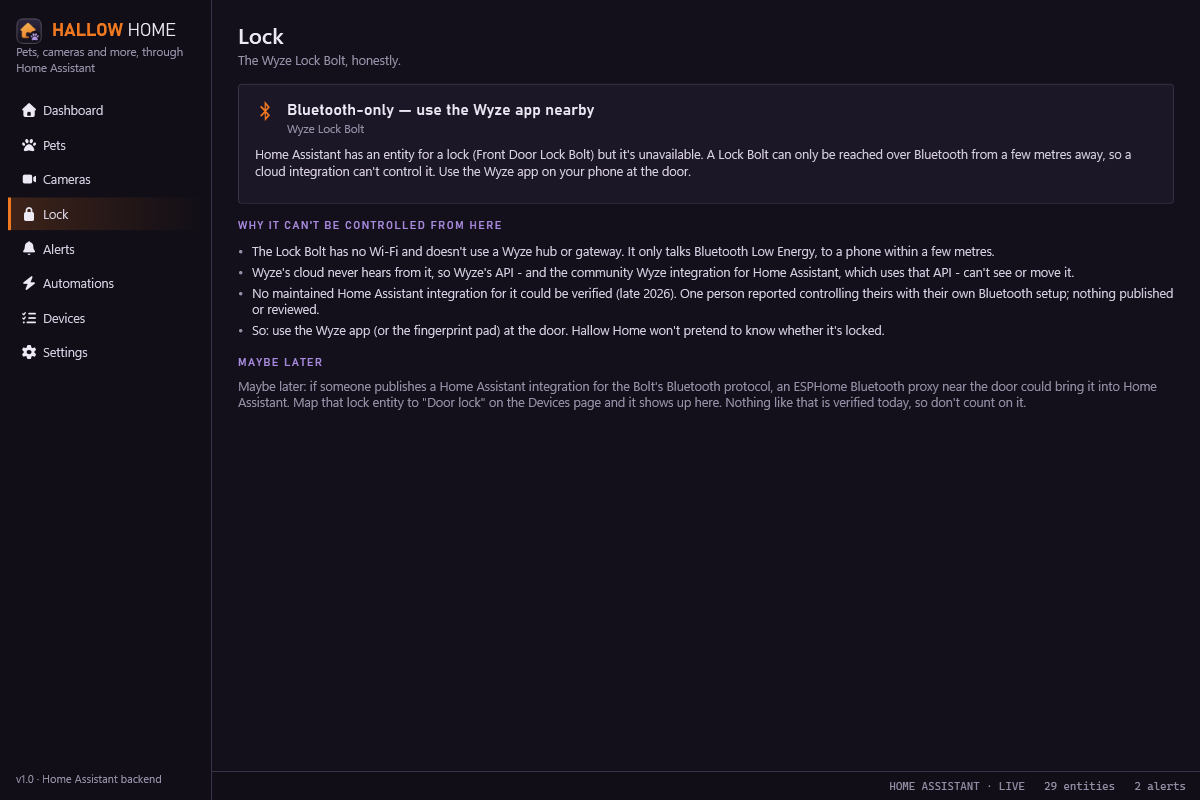 HALLOW HOME
Pets, cameras and more, through
Home Assistant
Dashboard
Pets
Cameras
Lock
Alerts
Automations
Devices
Settings
v1.0 · Home Assistant backend
Lock
The Wyze Lock Bolt, honestly.
Bluetooth-only — use the Wyze app nearby
Wyze Lock Bolt
Home Assistant has an entity for a lock (Front Door Lock Bolt) but it's unavailable. A Lock Bolt can only be reached over Bluetooth from a few metres away, so a
cloud integration can't control it. Use the Wyze app on your phone at the door.
WHY IT CAN'T BE CONTROLLED FROM HERE
• The Lock Bolt has no Wi-Fi and doesn't use a Wyze hub or gateway. It only talks Bluetooth Low Energy, to a phone within a few metres.
• Wyze's cloud never hears from it, so Wyze's API - and the community Wyze integration for Home Assistant, which uses that API - can't see or move it.
• No maintained Home Assistant integration for it could be verified (late 2026). One person reported controlling theirs with their own Bluetooth setup; nothing published
or reviewed.
• So: use the Wyze app (or the fingerprint pad) at the door. Hallow Home won't pretend to know whether it's locked.
MAYBE LATER
Maybe later: if someone publishes a Home Assistant integration for the Bolt's Bluetooth protocol, an ESPHome Bluetooth proxy near the door could bring it into Home
Assistant. Map that lock entity to "Door lock" on the Devices page and it shows up here. Nothing like that is verified today, so don't count on it.
HOME ASSISTANT · LIVE 29 entities 2 alerts